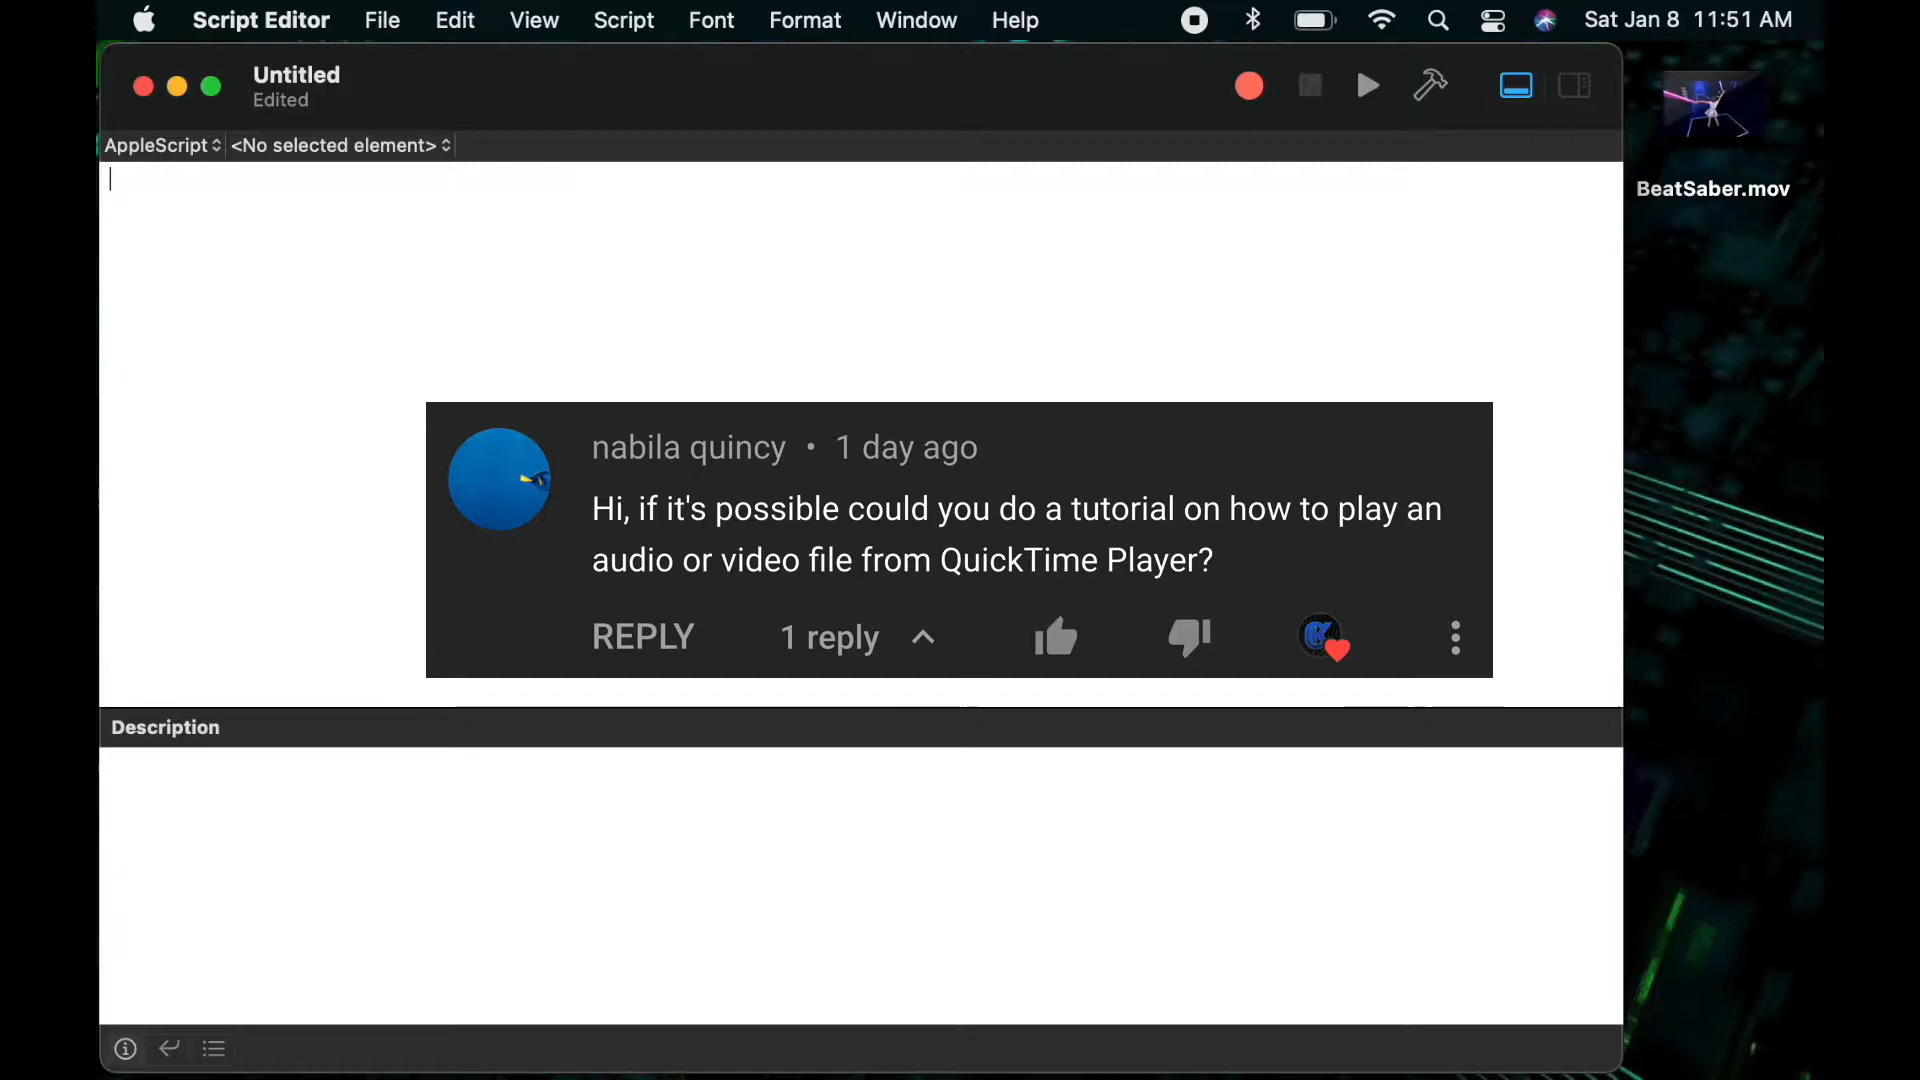 Script Editor File Edit View Script Font Format Window Help Sat Jan 8 11:51 AM
Untitled
Edited
AppleScript <No selected element>
BeatSaber.mov
nabila quincy • 1 day ago
Hi, if it's possible could you do a tutorial on how to play an
audio or video file from QuickTime Player?
REPLY 1 reply
Description